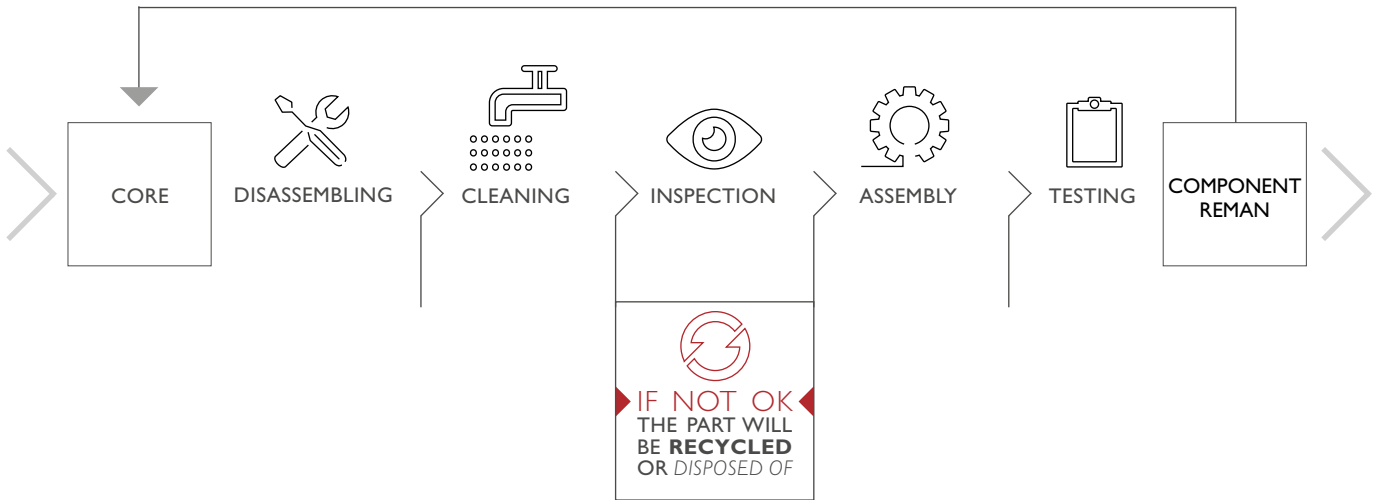 CORE
DISASSEMBLING
CLEANING
INSPECTION
ASSEMBLY
TESTING
COMPONENT
REMAN
IF NOT OK
THE PART WILL
BE RECYCLED
OR DISPOSED OF